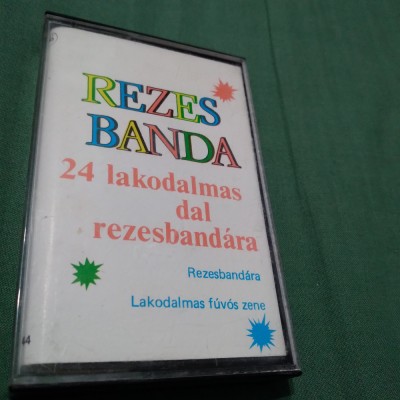 REZES
BANDA
24 lakodalmas
dal
rezesbandára
Rezesbandára
Lakodalmas fúvós zene